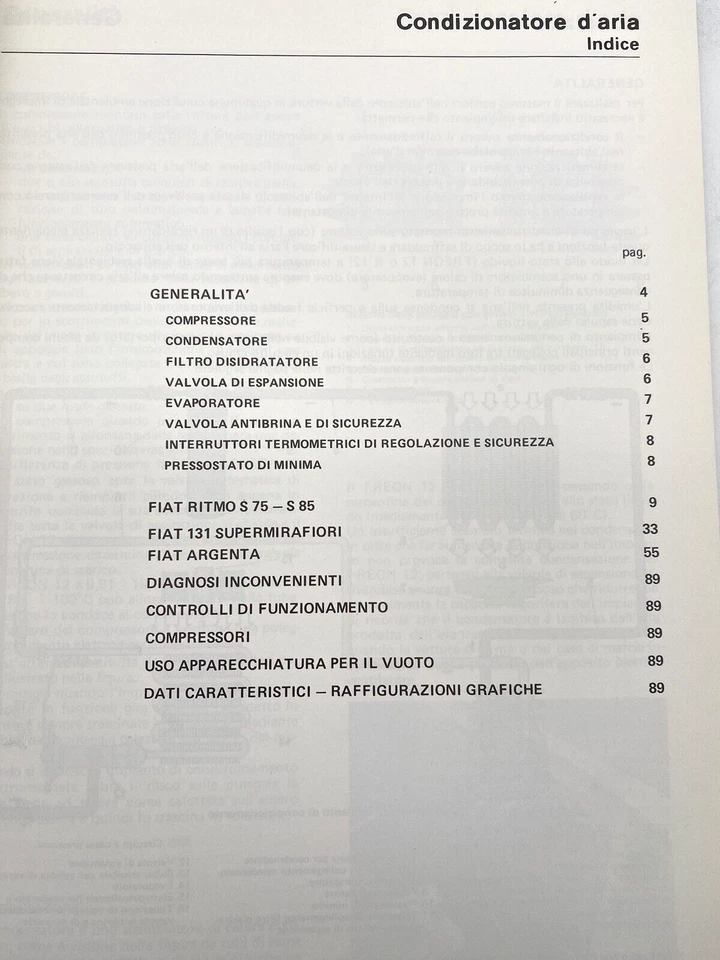 Condizionatore d'aria
Indice
pag.
GENERALITA' 4
COMPRESSORE 5
CONDENSATORE 5
FILTRO DISIDRATATORE 6
VALVOLA DI ESPANSIONE 6
EVAPORATORE 7
VALVOLA ANTIBRINA E DI SICUREZZA 7
INTERRUTTORI TERMOMETRICI DI REGOLAZIONE E SICUREZZA 8
PRESSOSTATO DI MINIMA 8
FIAT RITMO S 75 – S 85 9
FIAT 131 SUPERMIRAFIORI 33
FIAT ARGENTA 55
DIAGNOSI INCONVENIENTI 89
CONTROLLI DI FUNZIONAMENTO 89
COMPRESSORI 89
USO APPARECCHIATURA PER IL VUOTO 89
DATI CARATTERISTICI – RAFFIGURAZIONI GRAFICHE 89